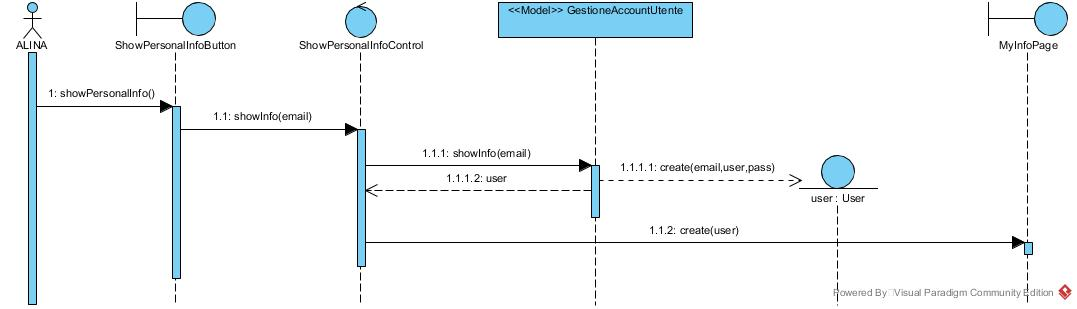 <<Model>> GestioneAccountUtente
ALINA
ShowPersonalInfoButton
ShowPersonalInfoControl
MyInfoPage
1: showPersonalInfo()
1.1: showInfo(email)
1.1.1: showInfo(email)
1.1.1.1: create(email,user,pass)
1.1.1.2: user
user : User
1.1.2: create(user)
Powered By Visual Paradigm Community Edition